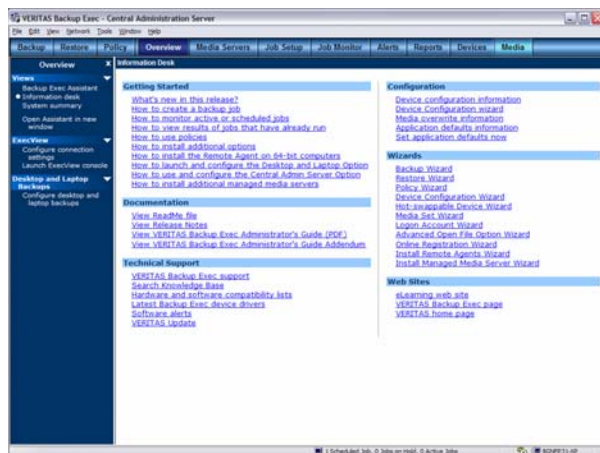 VERITAS Backup Exec - Central Administration Server
File Edit View Network Tools Window Help
Backup Restore Policy Overview Media Servers Job Setup Job Monitor Alerts Reports Devices Media
Overview
Views
Backup Exec Assistant
Information desk
System summary
Open Assistant in new
window
ExecView
Configure connection
settings
Launch ExecView console
Desktop and Laptop
Backups
Configure desktop and
laptop backups
Information Desk
Getting Started
What's new in this release?
How to create a backup job
How to monitor active or scheduled jobs
How to view results of jobs that have already run
How to use policies
How to install additional options
How to install the Remote Agent on 64-bit computers
How to launch and configure the Desktop and Laptop Option
How to use and configure the Central Admin Server Option
How to install additional managed media servers
Documentation
View ReadMe file
View Release Notes
View VERITAS Backup Exec Administrator's Guide (PDF)
View VERITAS Backup Exec Administrator's Guide Addendum
Technical Support
VERITAS Backup Exec support
Search Knowledge Base
Hardware and software compatibility lists
Latest Backup Exec device drivers
Software alerts
VERITAS Update
Configuration
Device configuration information
Device Configuration wizard
Media overwrite information
Application defaults information
Set application defaults now
Wizards
Backup Wizard
Restore Wizard
Policy Wizard
Device Configuration Wizard
Hot-swappable Device Wizard
Media Set Wizard
Logon Account Wizard
Advanced Open File Option Wizard
Online Registration Wizard
Install Remote Agents Wizard
Install Managed Media Server Wizard
Web Sites
eLearning web site
VERITAS Backup Exec page
VERITAS home page
1 Scheduled Job, 0 Jobs on Hold, 0 Active Jobs